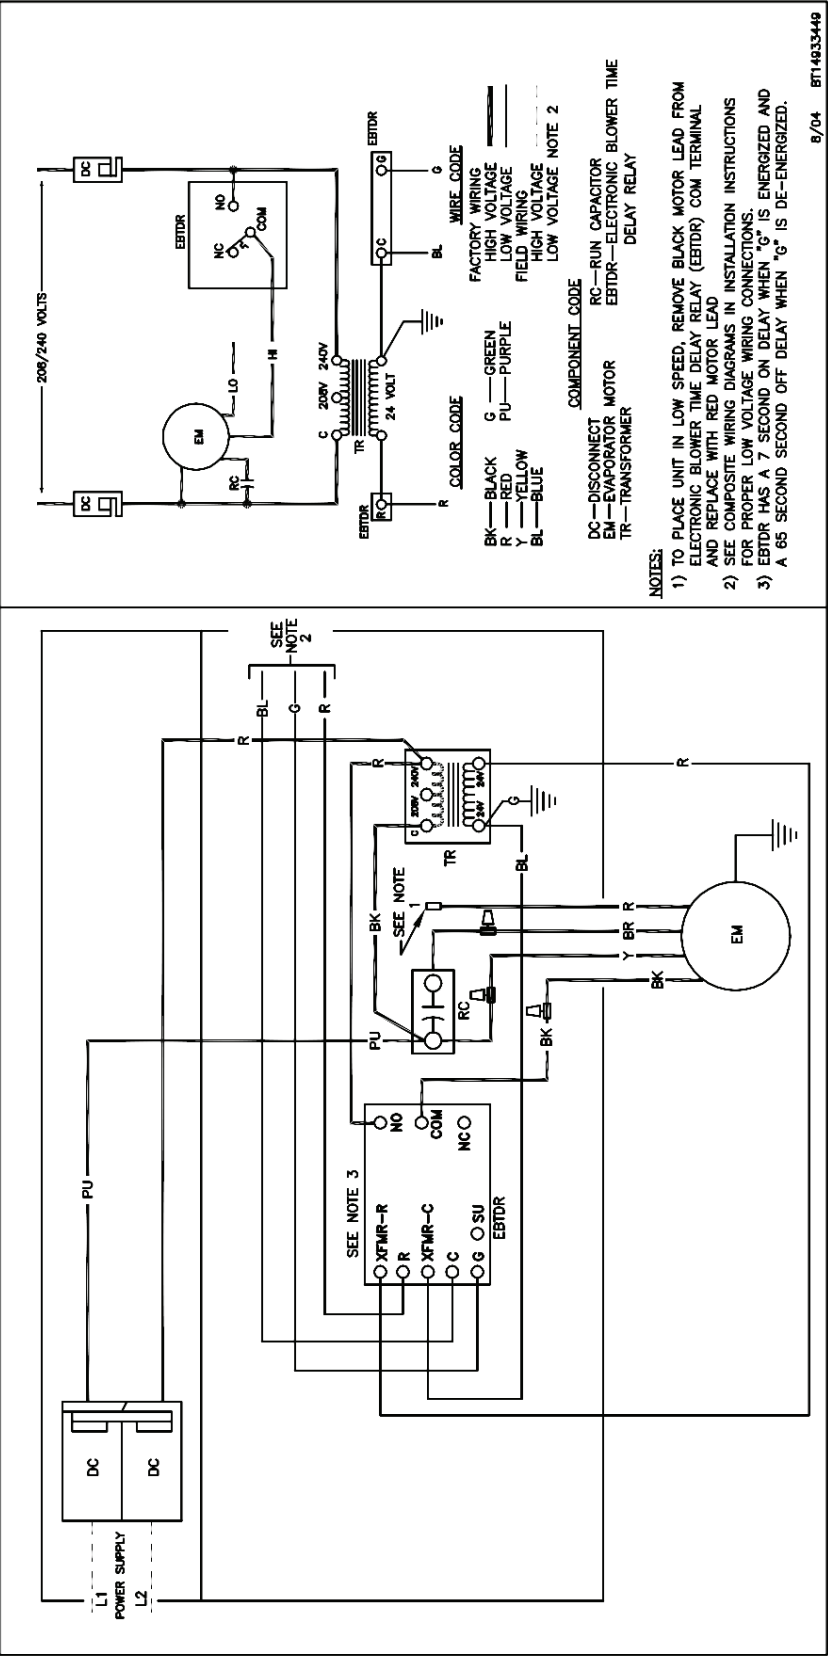 208/240 VOLTS
DC
DC
EBTDR
NO
NC
COM
EM
LO
HI
RC
C 208V 240V
TR
24 VOLT
EBTDR
R
R
EBTDR
C
G
BL
G
COLOR CODE
BK—BLACK
R —RED
Y —YELLOW
BL—BLUE
G —GREEN
PU—PURPLE
WIRE CODE
FACTORY WIRING
HIGH VOLTAGE
LOW VOLTAGE
FIELD WIRING
HIGH VOLTAGE
LOW VOLTAGE NOTE 2
COMPONENT CODE
DC—DISCONNECT
EM—EVAPORATOR MOTOR
TR—TRANSFORMER
RC—RUN CAPACITOR
EBTDR—ELECTRONIC BLOWER TIME
DELAY RELAY
NOTES:
1) TO PLACE UNIT IN LOW SPEED, REMOVE BLACK MOTOR LEAD FROM
ELECTRONIC BLOWER TIME DELAY RELAY (EBTDR) COM TERMINAL
AND REPLACE WITH RED MOTOR LEAD
2) SEE COMPOSITE WIRING DIAGRAMS IN INSTALLATION INSTRUCTIONS
FOR PROPER LOW VOLTAGE WIRING CONNECTIONS.
3) EBTDR HAS A 7 SECOND ON DELAY WHEN "G" IS ENERGIZED AND
A 65 SECOND SECOND OFF DELAY WHEN "G" IS DE-ENERGIZED.
8/04 BT14933449
L1
POWER SUPPLY
L2
DC
DC
PU
R
SEE
NOTE
2
BL
G
R
PU
BK
R
C 208V 240V
24V 24V
TR
G
BL
R
SEE NOTE
1
RC
R
BR
Y
BK
BK
EM
SEE NOTE 3
XFMR-R
R
XFMR-C
C
G
SU
NO
COM
NC
EBTDR